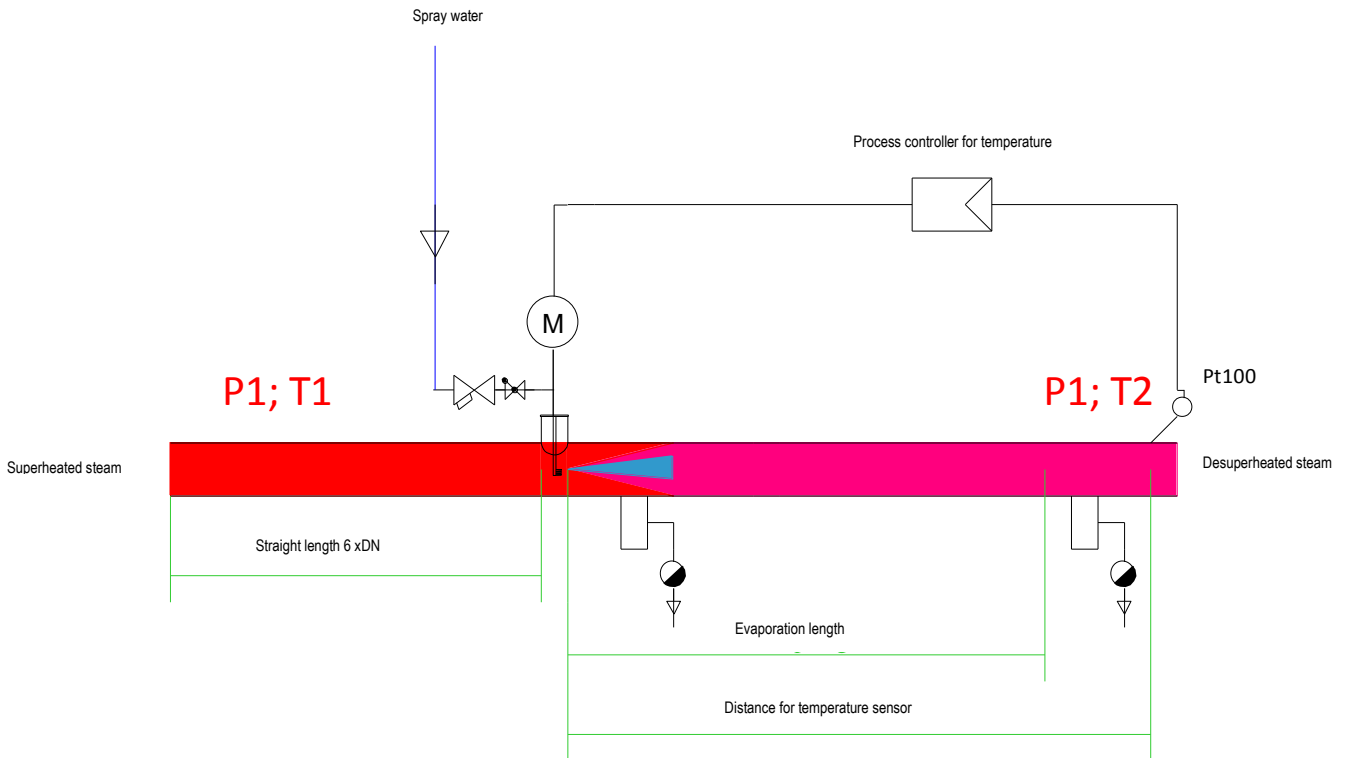 Spray water
Process controller for temperature
M
P1; T1
P1; T2
Pt100
Superheated steam
Desuperheated steam
Straight length 6 xDN
Evaporation length
Distance for temperature sensor